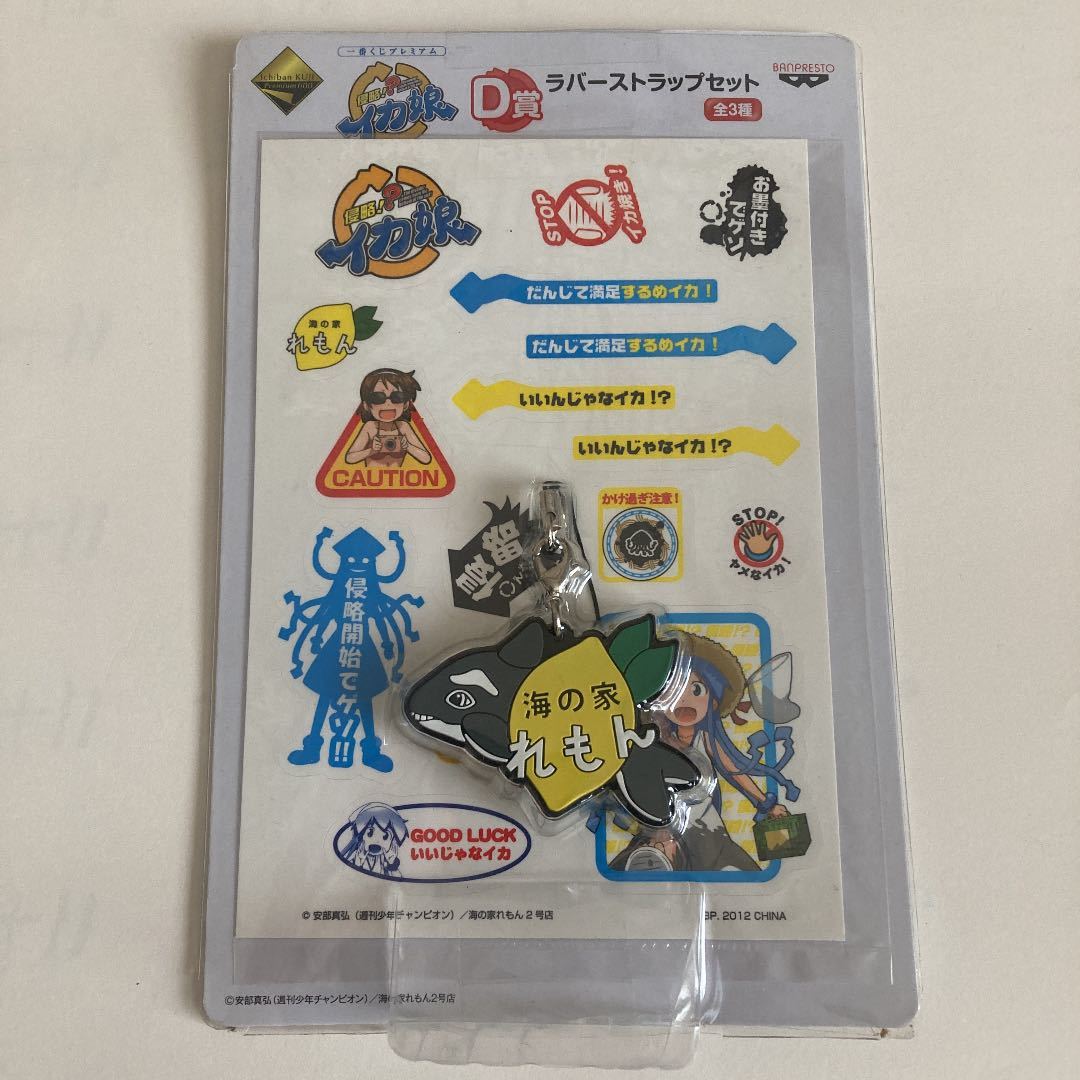 一番くじプレミアム
Ichiban KUJI
Premium
侵略!?
イカ娘
D賞
ラバーストラップセット
全3種
BANPRESTO
侵略!?
イカ娘
STOP
イカ焼き!
お墨付き
でゲソ
だんじて満足するめイカ!
海の家
れもん
だんじて満足するめイカ!
いいんじゃなイカ!?
いいんじゃなイカ!?
CAUTION
かけ過ぎ注意!
STOP!
ヤメなイカ!
侵略開始でゲソ!!!
海の家
れもん
GOOD LUCK
いいじゃなイカ
©安部真弘(週刊少年チャンピオン)/海の家れもん2号店
BP. 2012 CHINA
©安部真弘(週刊少年チャンピオン)/海の家れもん2号店